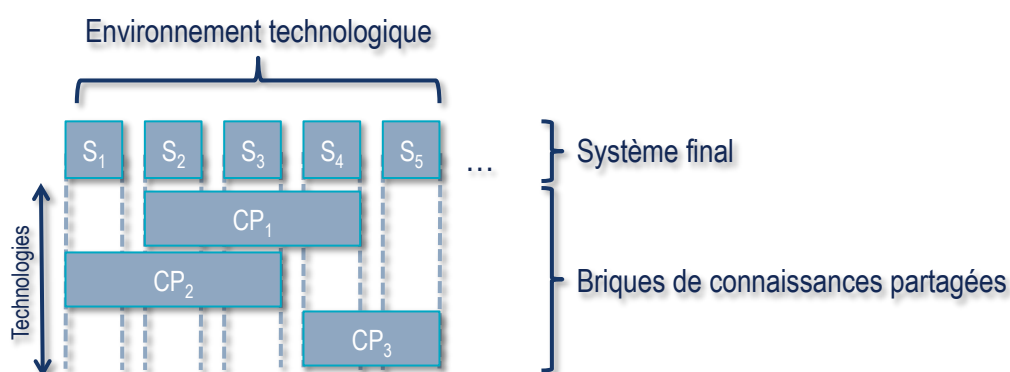 Environnement technologique
S₁ S₂ S₃ S₄ S₅ ...
Système final
Technologies
CP₁
CP₂
Briques de connaissances partagées
CP₃